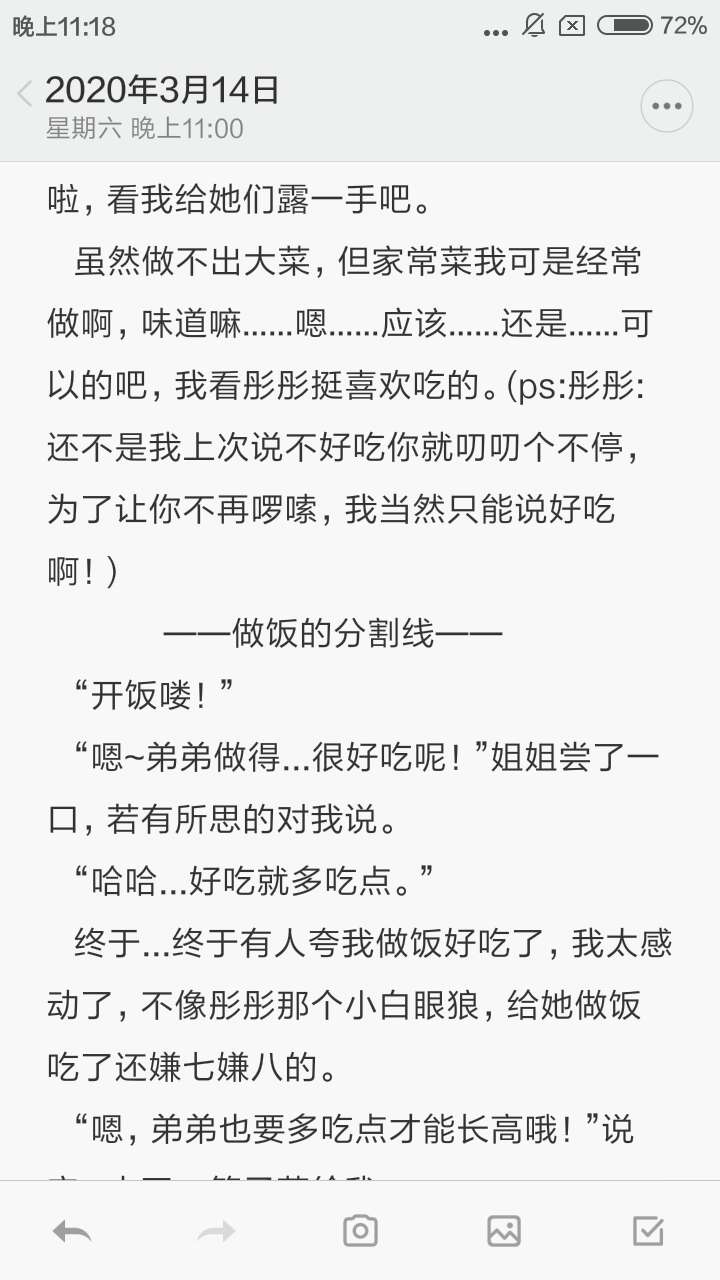 晚上11:18
72%
2020年3月14日
星期六 晚上11:00
啦，看我给她们露一手吧。
虽然做不出大菜，但家常菜我可是经常
做啊，味道嘛......嗯......应该......还是......可
以的吧，我看彤彤挺喜欢吃的。(ps:彤彤:
还不是我上次说不好吃你就叨叨个不停，
为了让你不再啰嗦，我当然只能说好吃
啊！)
——做饭的分割线——
“开饭喽！”
“嗯~弟弟做得...很好吃呢！”姐姐尝了一
口，若有所思的对我说。
“哈哈...好吃就多吃点。”
终于...终于有人夸我做饭好吃了，我太感
动了，不像彤彤那个小白眼狼，给她做饭
吃了还嫌七嫌八的。
“嗯，弟弟也要多吃点才能长高哦！”说